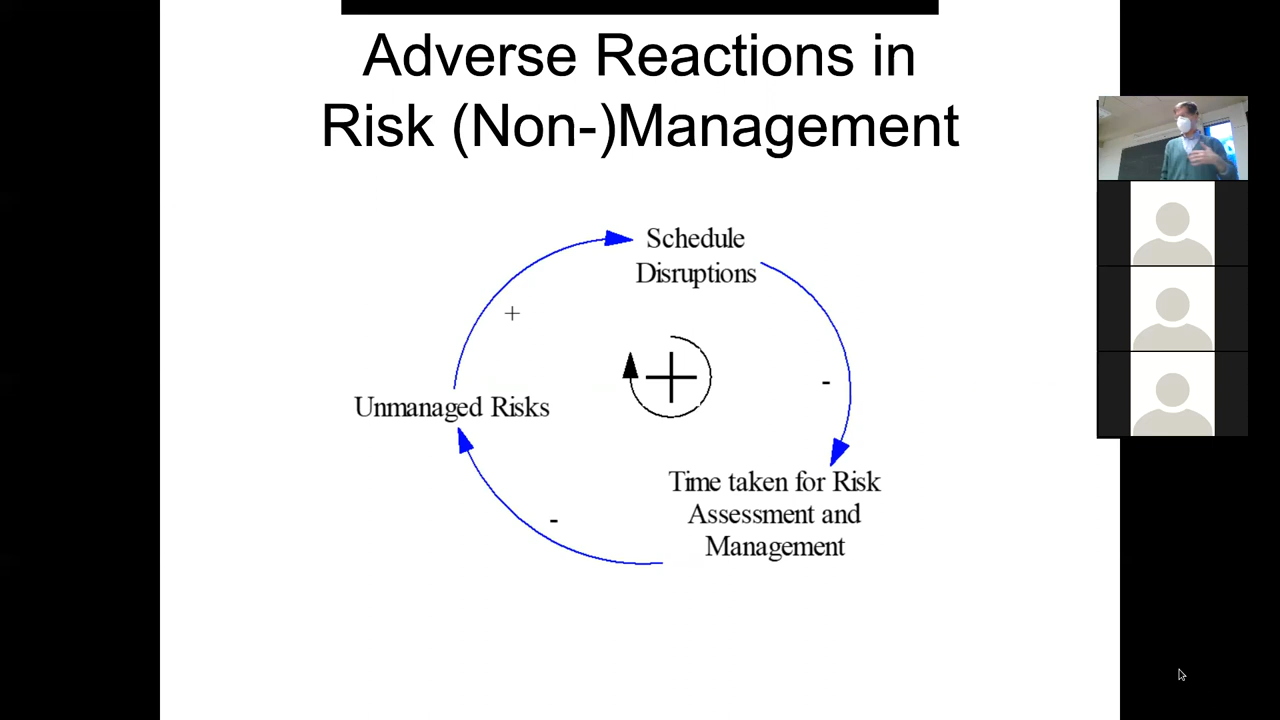 Adverse Reactions in
Risk (Non-)Management
Schedule
Disruptions
+
-
Unmanaged Risks
Time taken for Risk
Assessment and
Management
-